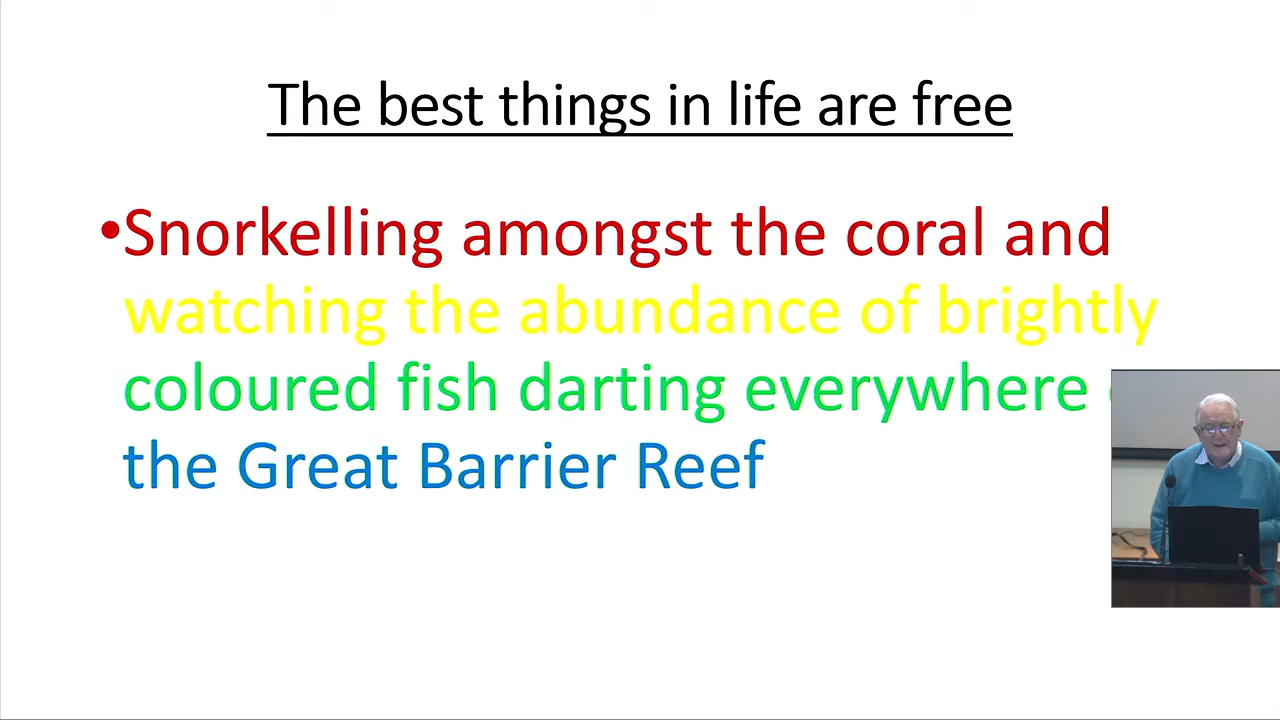 The best things in life are free
•Snorkelling amongst the coral and
watching the abundance of brightly
coloured fish darting everywhere
the Great Barrier Reef